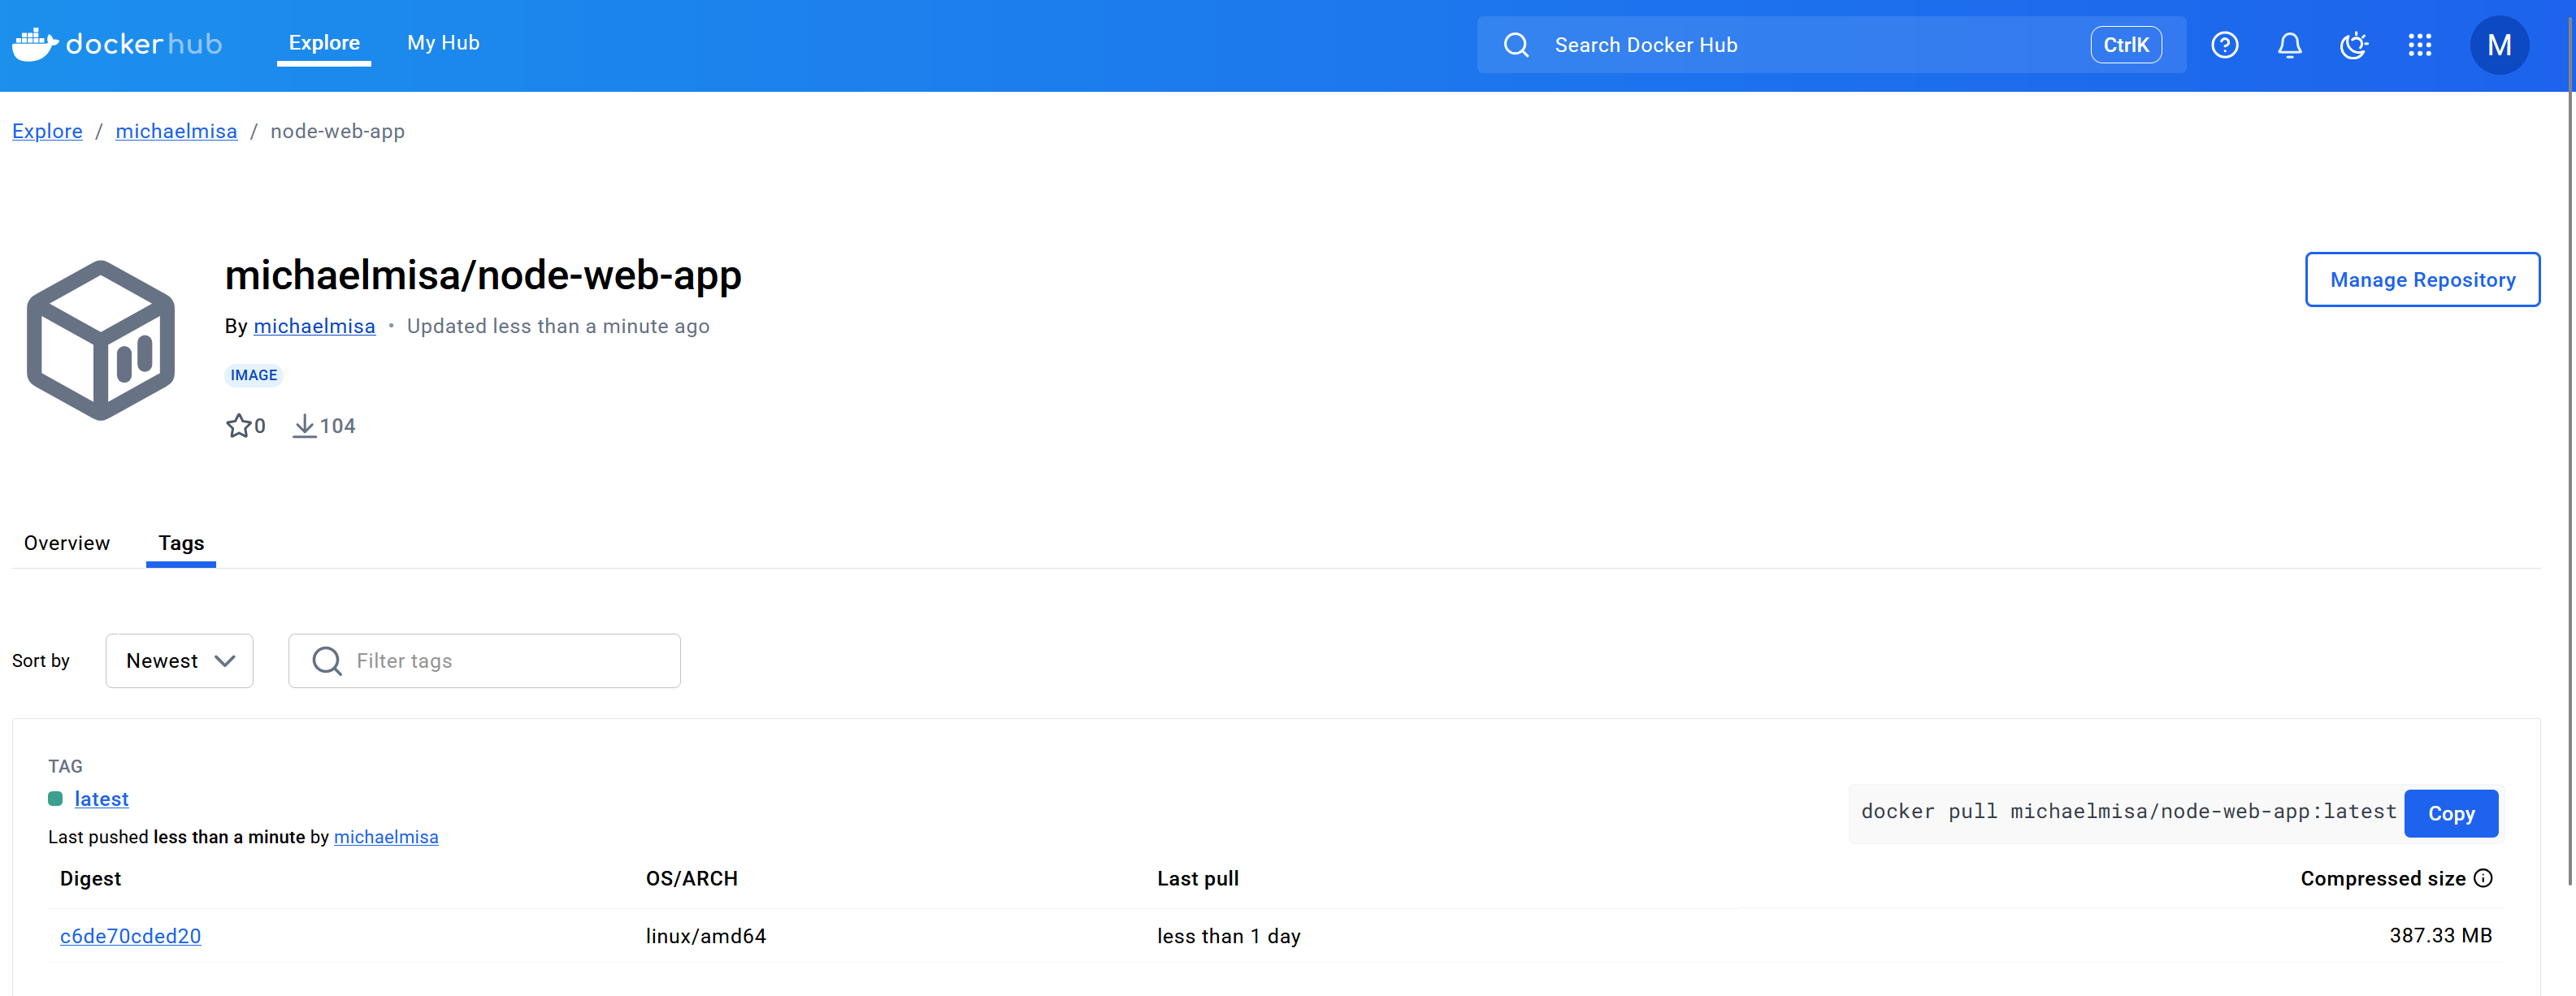 dockerhub Explore My Hub Search Docker Hub CtrlK M
Explore / michaelmisa / node-web-app
michaelmisa/node-web-app
Manage Repository
By michaelmisa • Updated less than a minute ago
IMAGE
0 104
Overview Tags
Sort by Newest Filter tags
TAG
latest
docker pull michaelmisa/node-web-app:latest Copy
Last pushed less than a minute by michaelmisa
Digest OS/ARCH Last pull Compressed size
c6de70cded20 linux/amd64 less than 1 day 387.33 MB